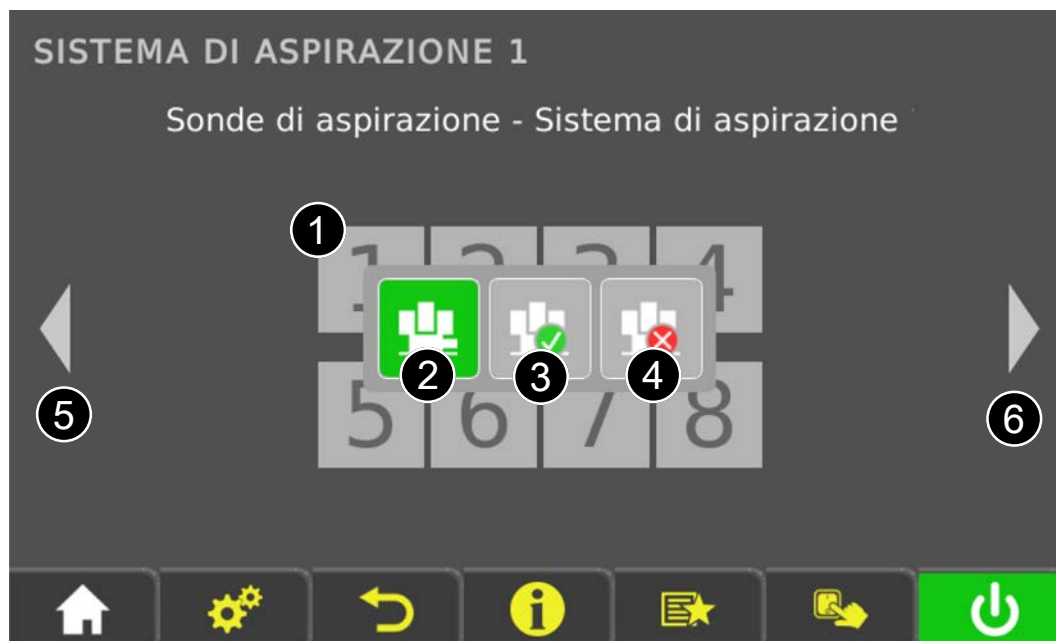 SISTEMA DI ASPIRAZIONE 1
Sonde di aspirazione - Sistema di aspirazione
1
1 2 3 4
2 3 4
5 6 7 8
5
6